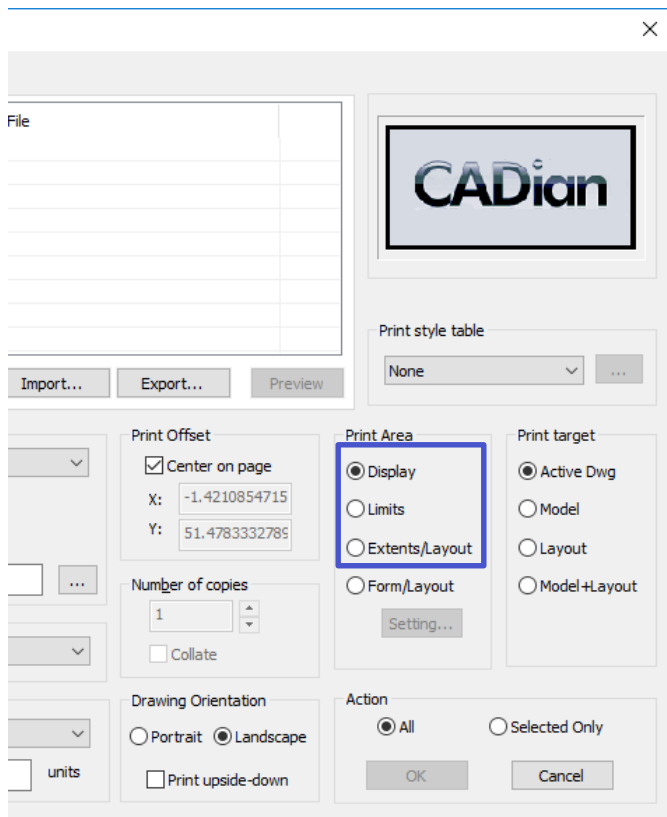 File
CADian
Print style table
None
...
Import...
Export...
Preview
Print Offset
Center on page
X: -1.4210854715
Y: 51.4783332789
Print Area
Display
Limits
Extents/Layout
Form/Layout
Setting...
Print target
Active Dwg
Model
Layout
Model+Layout
...
Number of copies
1
Collate
Drawing Orientation
Portrait Landscape
Print upside-down
units
Action
All Selected Only
OK Cancel